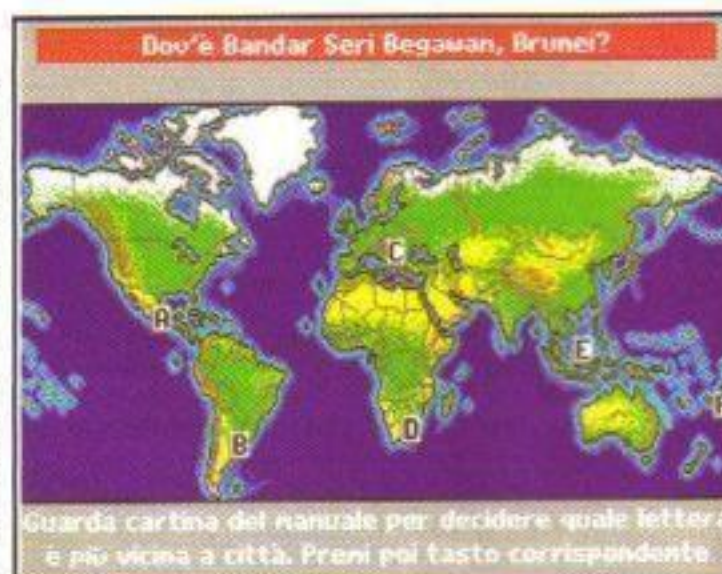 Dov'è Bandar Seri Begawan, Brunei?
A
C
E
B
D
Guarda cartina del manuale per decidere quale lettera
è più vicina a città. Premi poi tasto corrispondente